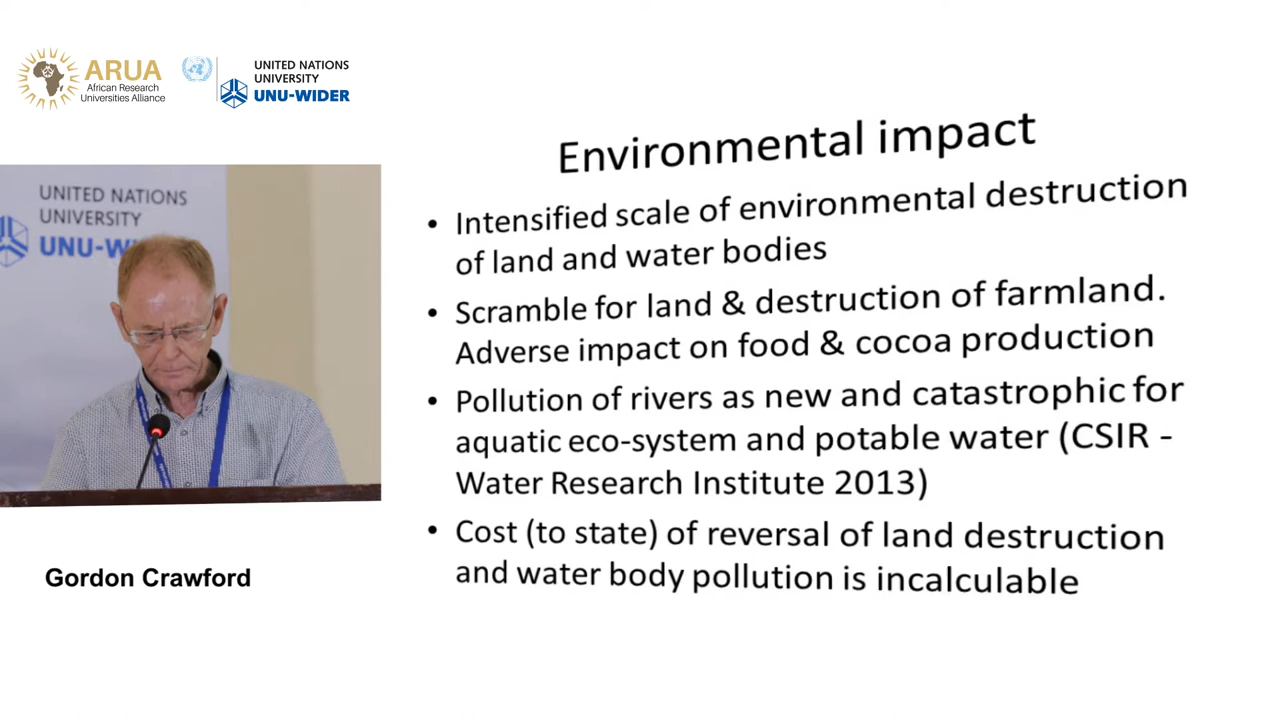 ARUA
African Research
Universities Alliance
UNITED NATIONS
UNIVERSITY
UNU-WIDER
UNITED NATIONS
UNIVERSITY
UNU-WIDER
Gordon Crawford
Environmental impact
• Intensified scale of environmental destruction
of land and water bodies
• Scramble for land & destruction of farmland.
Adverse impact on food & cocoa production
• Pollution of rivers as new and catastrophic for
aquatic eco-system and potable water (CSIR -
Water Research Institute 2013)
• Cost (to state) of reversal of land destruction
and water body pollution is incalculable